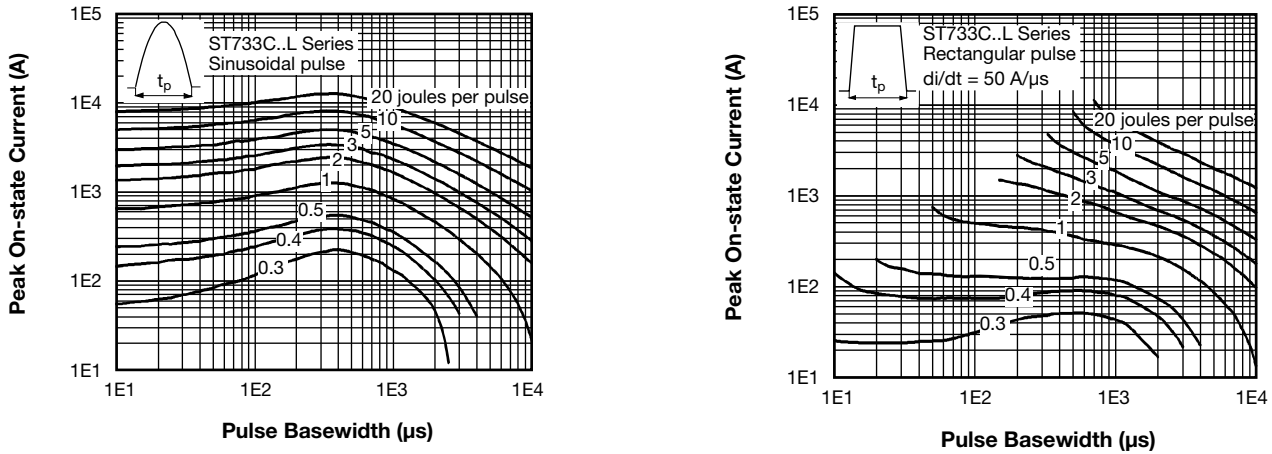 1E5
1E4
1E3
1E2
1E1
Peak On-state Current (A)
tp
ST733C..L Series
Sinusoidal pulse
20 joules per pulse
10
5
3
2
1
0.5
0.4
0.3
1E1
1E2
1E3
1E4
Pulse Basewidth (µs)
1E5
1E4
1E3
1E2
1E1
Peak On-state Current (A)
tp
ST733C..L Series
Rectangular pulse
di/dt = 50 A/µs
20 joules per pulse
10
5
3
2
1
0.5
0.4
0.3
1E1
1E2
1E3
1E4
Pulse Basewidth (µs)